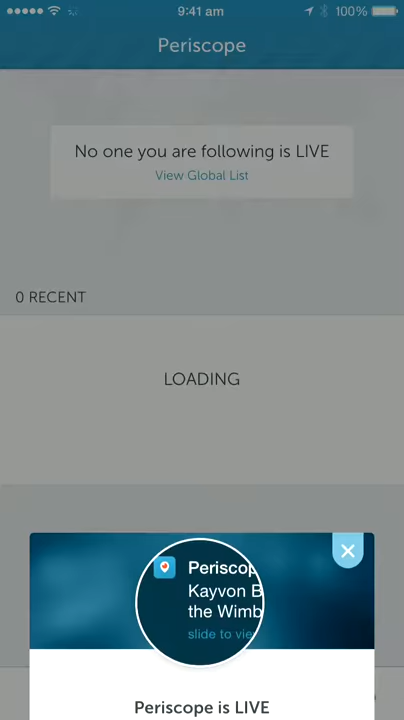 9:41 am
100%
Periscope
No one you are following is LIVE
View Global List
0 RECENT
LOADING
Periscop
Kayvon B
the Wimb
slide to vie
Periscope is LIVE